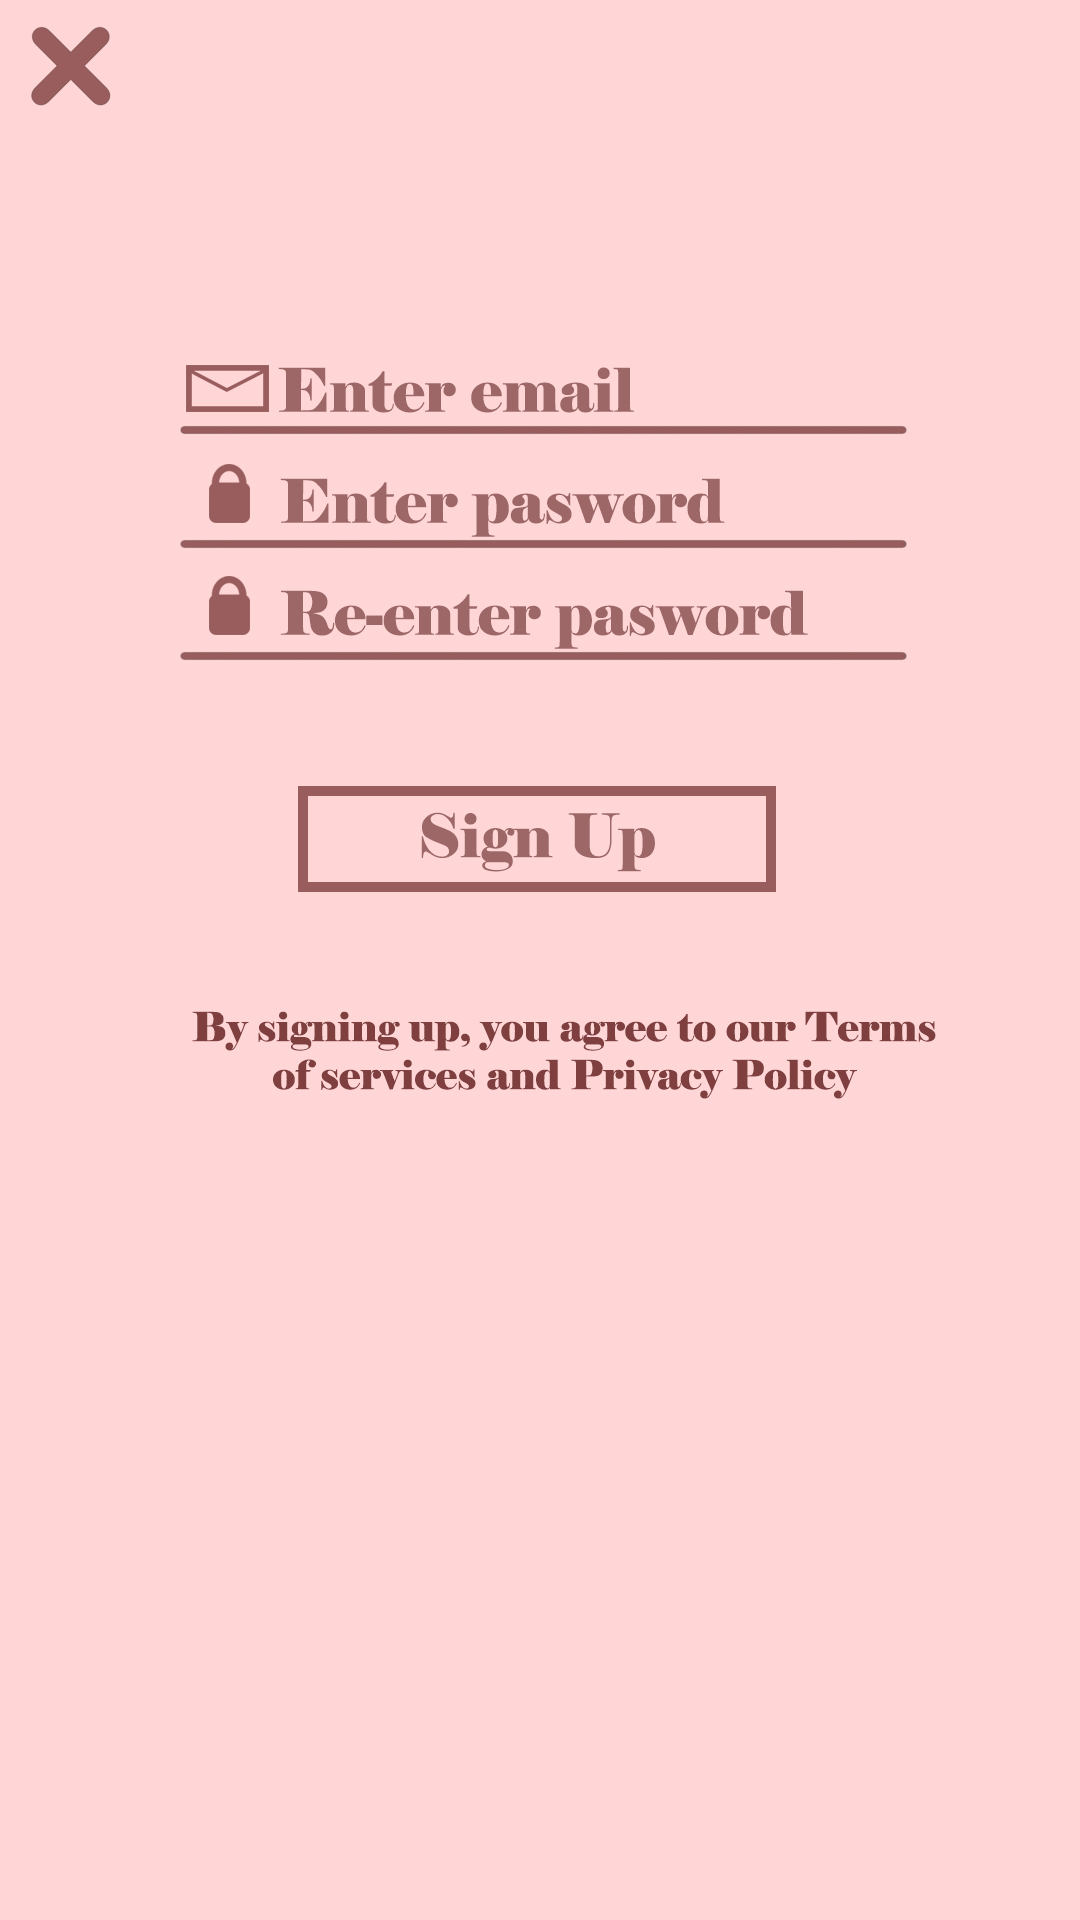 Enter email
Enter pasword
Re-enter pasword
Sign Up
By signing up, you agree to our Terms
of services and Privacy Policy